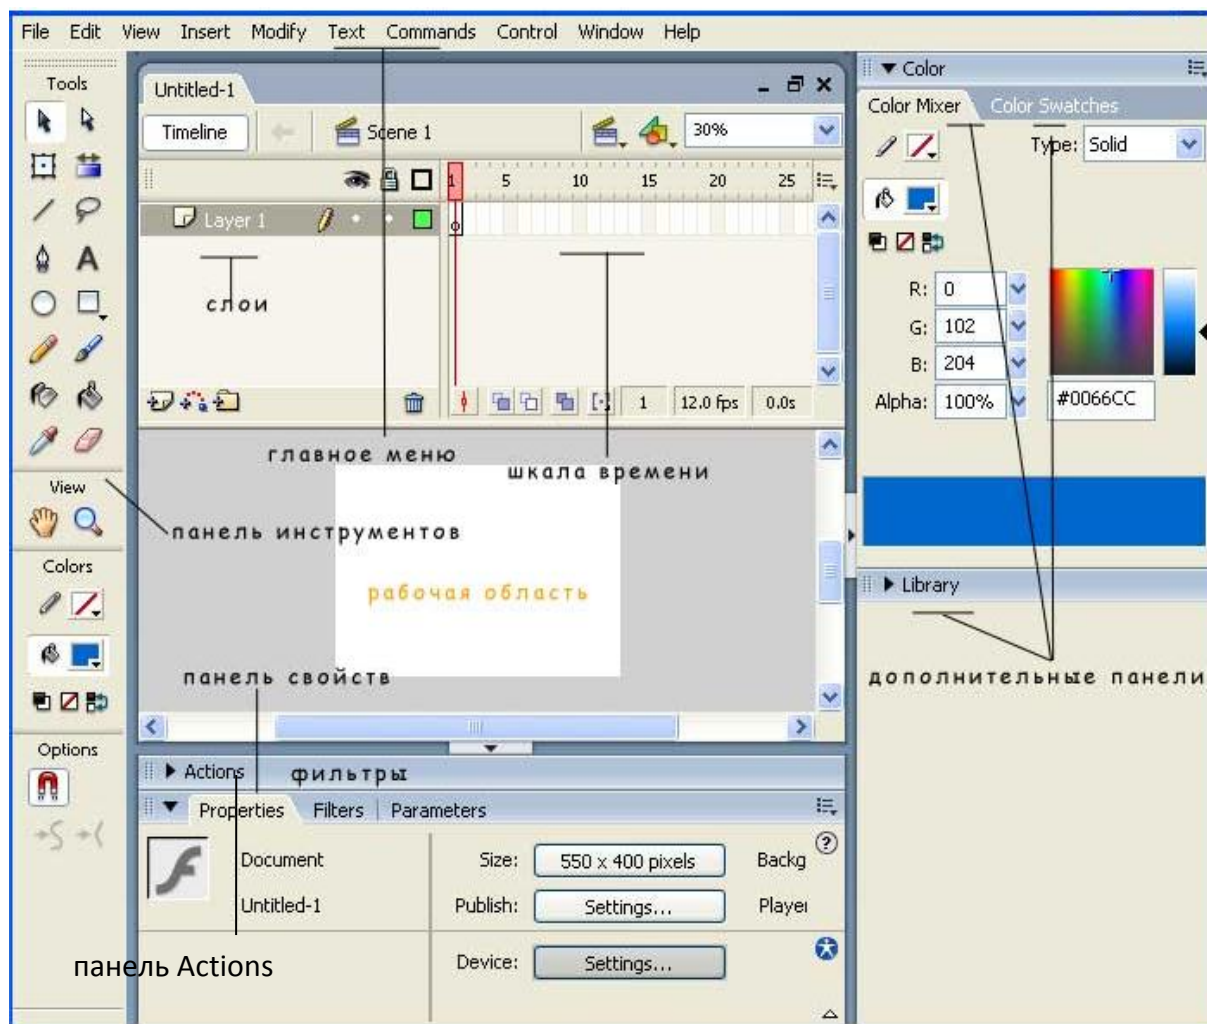 File Edit View Insert Modify Text Commands Control Window Help
Tools
Untitled-1
Timeline
Scene 1
30%
1 5 10 15 20 25
Layer 1
слои
1 12.0 fps 0.0s
главное меню
шкала времени
View
панель инструментов
Colors
рабочая область
панель свойств
Options
Actions
фильтры
Properties Filters Parameters
Document
Size: 550 x 400 pixels
Backg
Untitled-1
Publish: Settings...
Player
Device: Settings...
панель Actions
Color
Color Mixer Color Swatches
Type: Solid
R: 0
G: 102
B: 204
Alpha: 100%
#0066CC
Library
дополнительные панели